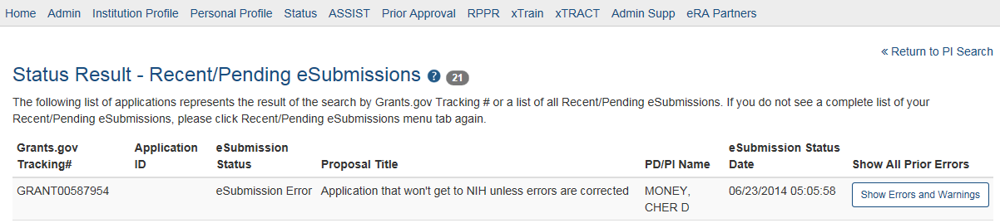 Home Admin Institution Profile Personal Profile Status ASSIST Prior Approval RPPR xTrain xTRACT Admin Supp eRA Partners
« Return to PI Search
Status Result - Recent/Pending eSubmissions ? 21
The following list of applications represents the result of the search by Grants.gov Tracking # or a list of all Recent/Pending eSubmissions. If you do not see a complete list of your
Recent/Pending eSubmissions, please click Recent/Pending eSubmissions menu tab again.
Grants.gov Application eSubmission eSubmission Status
Tracking# ID Status Proposal Title PD/PI Name Date Show All Prior Errors
GRANT00587954 eSubmission Error Application that won't get to NIH unless errors are corrected MONEY, 06/23/2014 05:05:58 Show Errors and Warnings
CHER D